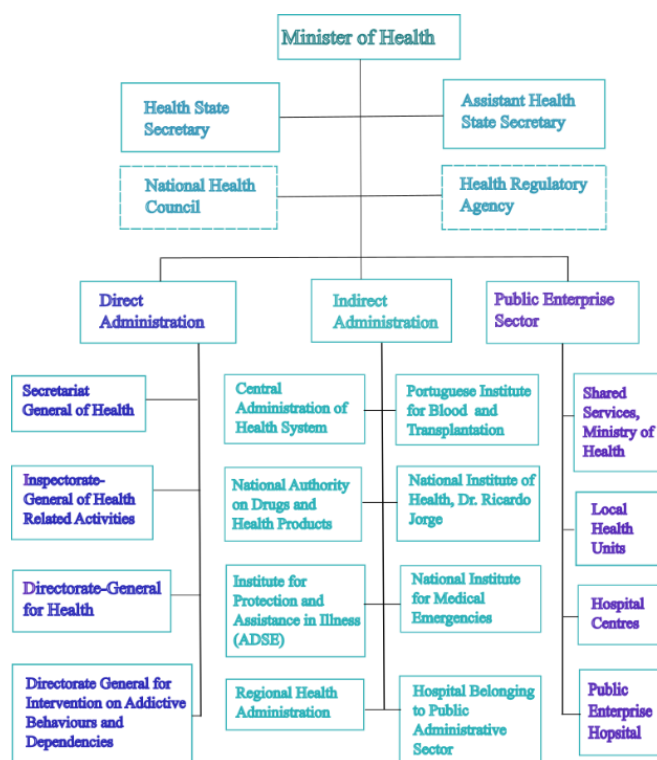 Minister of Health
Health State
Secretary
Assistant Health
State Secretary
National Health
Council
Health Regulatory
Agency
Direct
Administration
Indirect
Administration
Public Enterprise
Sector
Secretariat
General of Health
Inspectorate-
General of Health
Related Activities
Directorate-General
for Health
Directorate General for
Intervention on Addictive
Behaviours and
Dependencies
Central
Administration of
Health System
Portuguese Institute
for Blood and
Transplantation
National Authority
on Drugs and
Health Products
National Institute of
Health, Dr. Ricardo
Jorge
Institute for
Protection and
Assistance in Illness
(ADSE)
National Institute
for Medical
Emergencies
Regional Health
Administration
Hospital Belonging
to Public
Administrative
Sector
Shared
Services,
Ministry of
Health
Local
Health
Units
Hospital
Centres
Public
Enterprise
Hopsital